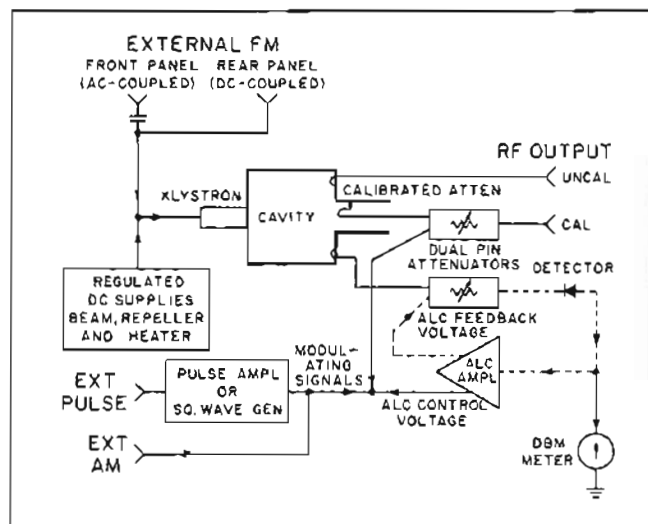 EXTERNAL FM
FRONT PANEL REAR PANEL
(AC-COUPLED) (DC-COUPLED)
RF OUTPUT
UNCAL
XLYSTRON
CALIBRATED ATTEN
CAVITY
CAL
DUAL PIN
ATTENUATORS
DETECTOR
REGULATED
DC SUPPLIES
BEAM, REPELLER
AND HEATER
ALC FEEDBACK
VOLTAGE
MODUL-
ATING
SIGNALS
ALC
AMPL
EXT
PULSE
PULSE AMPL
OR
SQ. WAVE GEN
ALC CONTROL
VOLTAGE
EXT
AM
DBM
METER